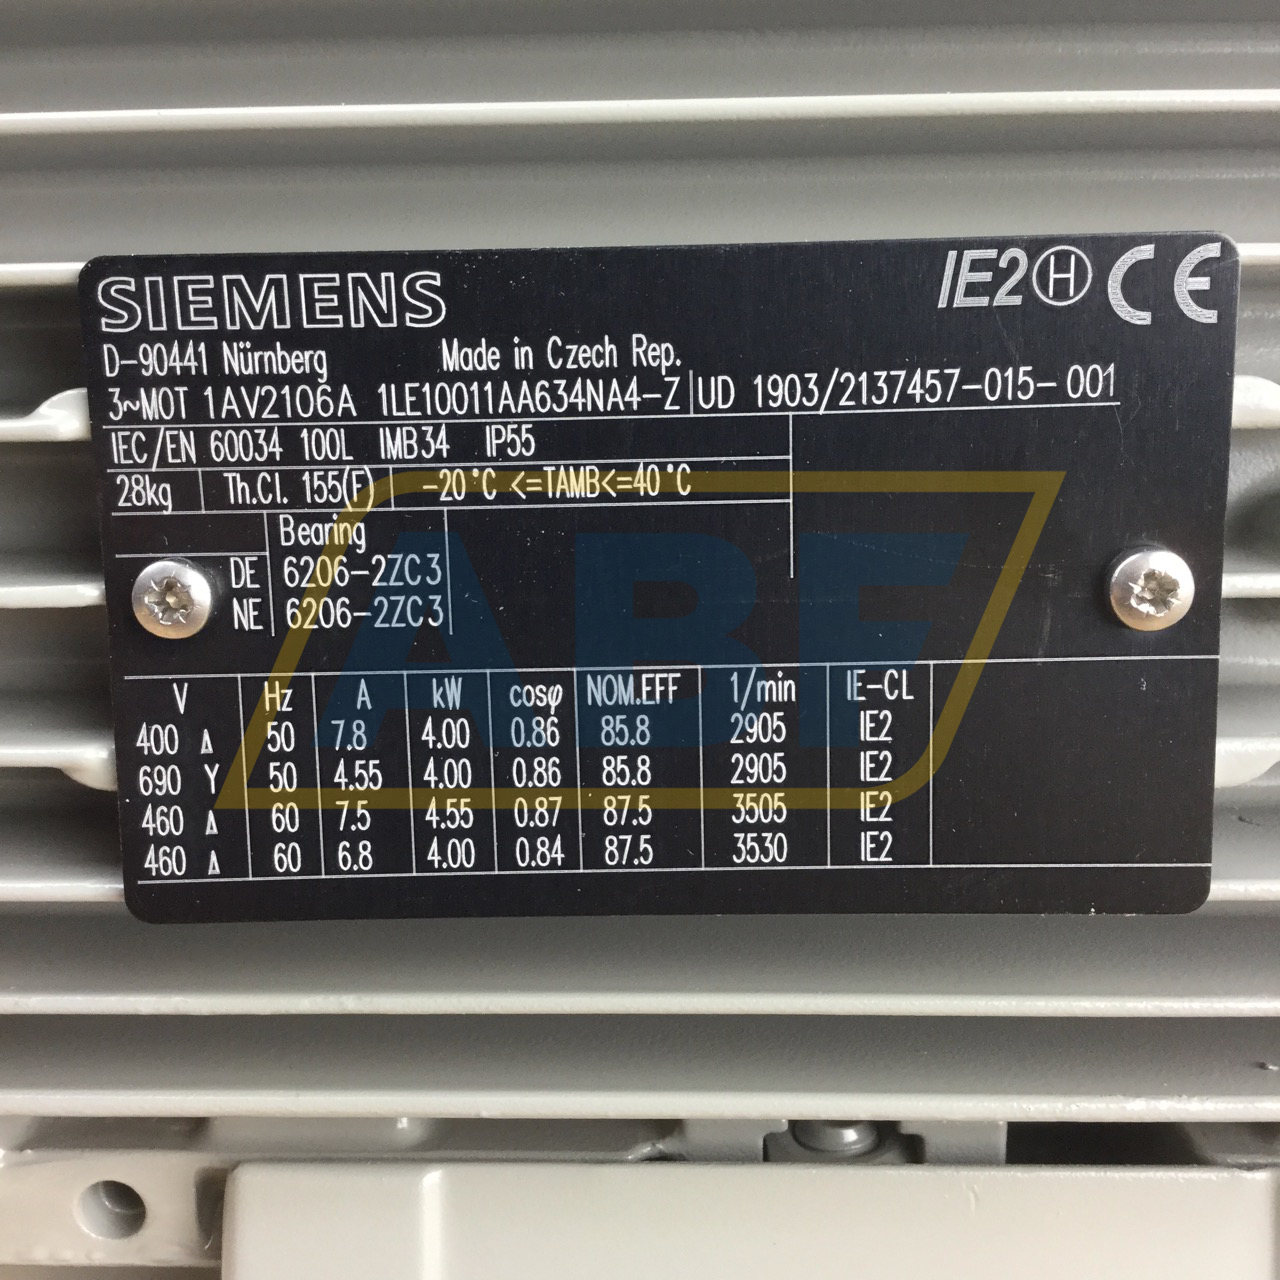 SIEMENS IE2 H CE
D-90441 Nürnberg Made in Czech Rep.
3~MOT 1AV2106A 1LE10011AA634NA4-Z UD 1903/2137457-015-001
IEC/EN 60034 100L IMB34 IP55
28kg Th.Cl. 155(F) -20°C <=TAMB<=40°C
Bearing
DE 6206-2ZC3
NE 6206-2ZC3
V Hz A kW cosφ NOM.EFF 1/min IE-CL
400 Δ 50 7.8 4.00 0.86 85.8 2905 IE2
690 Y 50 4.55 4.00 0.86 85.8 2905 IE2
460 Δ 60 7.5 4.55 0.87 87.5 3505 IE2
460 Δ 60 6.8 4.00 0.84 87.5 3530 IE2
ABF